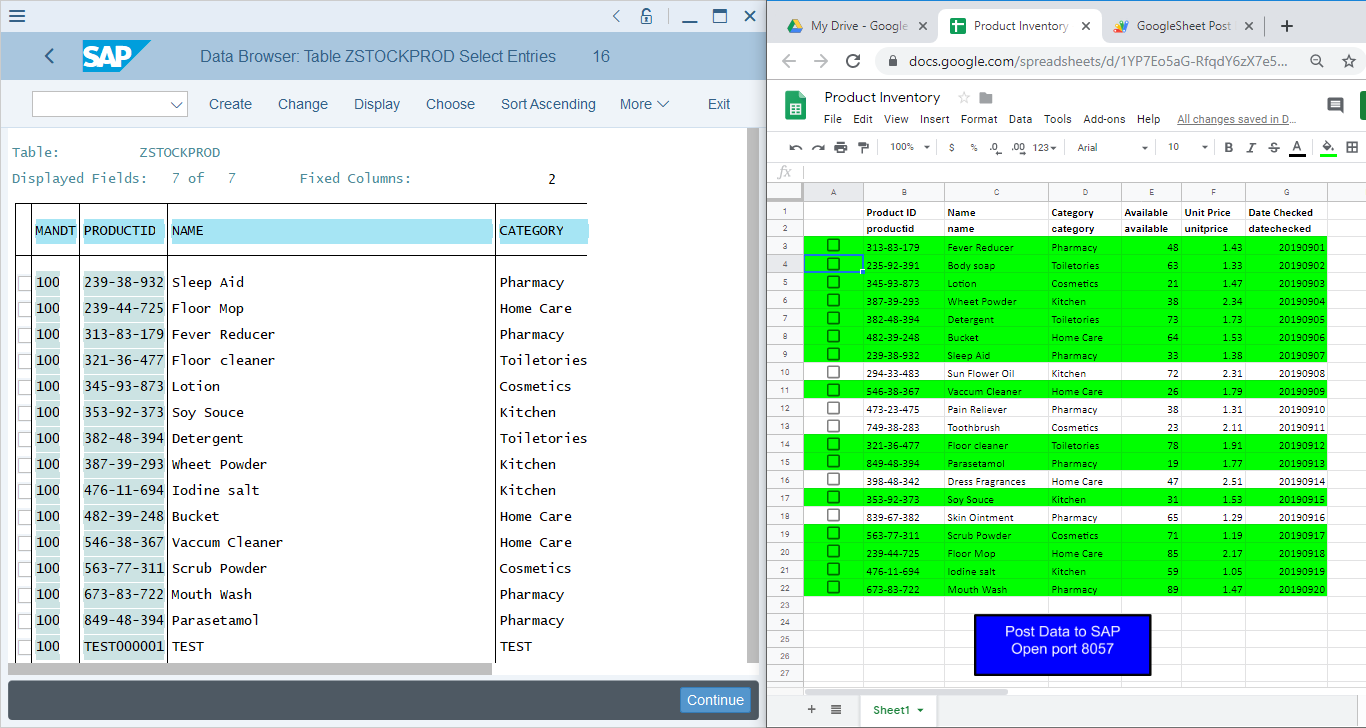 SAP Data Browser: Table ZSTOCKPROD Select Entries 16
Create Change Display Choose Sort Ascending More Exit
Table: ZSTOCKPROD
Displayed Fields: 7 of 7 Fixed Columns: 2
MANDT PRODUCTID NAME CATEGORY
100 239-38-932 Sleep Aid Pharmacy
100 239-44-725 Floor Mop Home Care
100 313-83-179 Fever Reducer Pharmacy
100 321-36-477 Floor cleaner Toiletories
100 345-93-873 Lotion Cosmetics
100 353-92-373 Soy Souce Kitchen
100 382-48-394 Detergent Toiletories
100 387-39-293 Wheet Powder Kitchen
100 476-11-694 Iodine salt Kitchen
100 482-39-248 Bucket Home Care
100 546-38-367 Vaccum Cleaner Home Care
100 563-77-311 Scrub Powder Cosmetics
100 673-83-722 Mouth Wash Pharmacy
100 849-48-394 Parasetamol Pharmacy
100 TEST000001 TEST TEST
Continue
My Drive - Google Product Inventory GoogleSheet Post
docs.google.com/spreadsheets/d/1YP7Eo5aG-RfqdY6zX7e5...
Product Inventory
File Edit View Insert Format Data Tools Add-ons Help All changes saved in D...
100% $ % .0 .00 123 Arial 10 B I S A
fx
A B C D E F G
1 Product ID Name Category Available Unit Price Date Checked
2 productid name category available unitprice datechecked
3 313-83-179 Fever Reducer Pharmacy 48 1.43 20190901
4 235-92-391 Body soap Toiletories 63 1.33 20190902
5 345-93-873 Lotion Cosmetics 21 1.47 20190903
6 387-39-293 Wheet Powder Kitchen 38 2.34 20190904
7 382-48-394 Detergent Toiletories 73 1.73 20190905
8 482-39-248 Bucket Home Care 64 1.53 20190906
9 239-38-932 Sleep Aid Pharmacy 33 1.38 20190907
10 294-33-483 Sun Flower Oil Kitchen 72 2.31 20190908
11 546-38-367 Vaccum Cleaner Home Care 26 1.79 20190909
12 473-23-475 Pain Reliever Pharmacy 38 1.31 20190910
13 749-38-283 Toothbrush Cosmetics 23 2.11 20190911
14 321-36-477 Floor cleaner Toiletories 78 1.91 20190912
15 849-48-394 Parasetamol Pharmacy 19 1.77 20190913
16 398-48-342 Dress Fragrances Home Care 47 2.51 20190914
17 353-92-373 Soy Souce Kitchen 31 1.53 20190915
18 839-67-382 Skin Ointment Pharmacy 65 1.29 20190916
19 563-77-311 Scrub Powder Cosmetics 71 1.19 20190917
20 239-44-725 Floor Mop Home Care 85 2.17 20190918
21 476-11-694 Iodine salt Kitchen 59 1.05 20190919
22 673-83-722 Mouth Wash Pharmacy 89 1.47 20190920
23
24
25
26
27
Post Data to SAP
Open port 8057
Sheet1